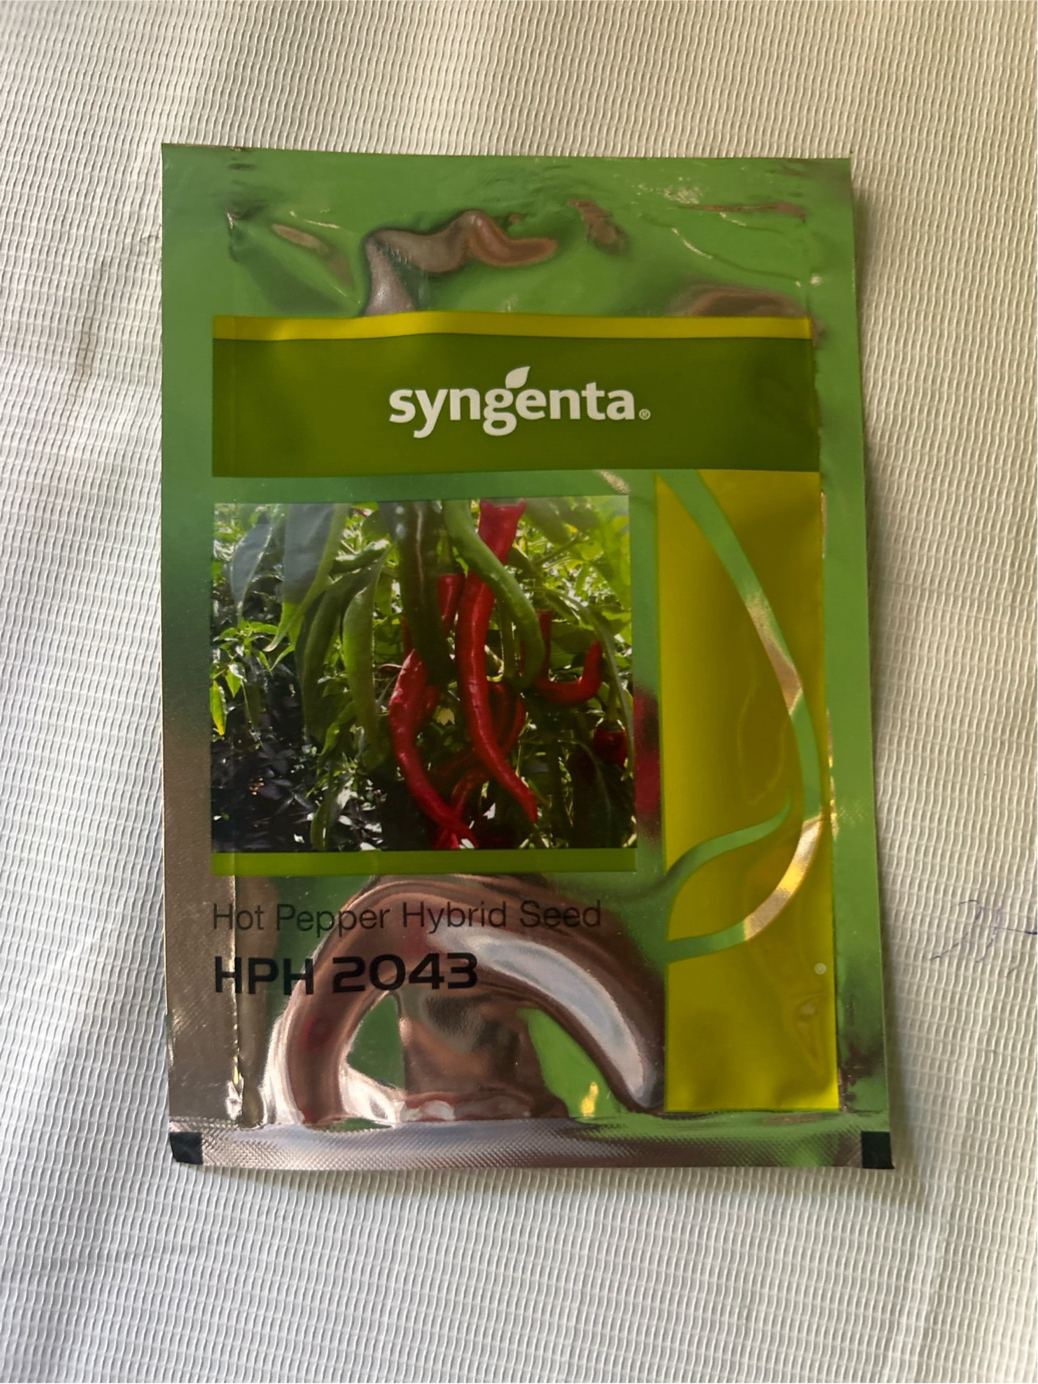 syngenta®
Hot Pepper Hybrid Seed
HPH 2043
®